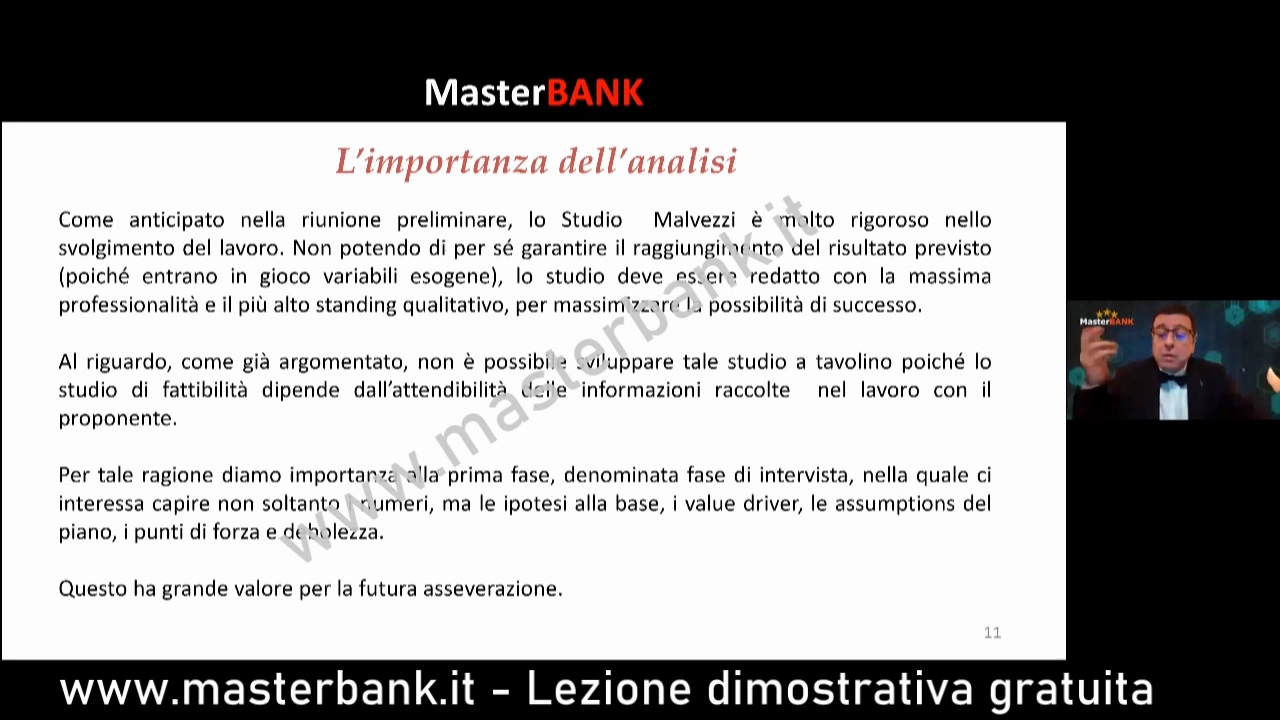 MasterBANK
L'importanza dell'analisi
Come anticipato nella riunione preliminare, lo Studio Malvezzi è molto rigoroso nello
svolgimento del lavoro. Non potendo di per sé garantire il raggiungimento del risultato previsto
(poiché entrano in gioco variabili esogene), lo studio deve essere redatto con la massima
professionalità e il più alto standing qualitativo, per massimizzare la possibilità di successo.
Al riguardo, come già argomentato, non è possibile sviluppare tale studio a tavolino poiché lo
studio di fattibilità dipende dall'attendibilità delle informazioni raccolte nel lavoro con il
proponente.
Per tale ragione diamo importanza alla prima fase, denominata fase di intervista, nella quale ci
interessa capire non soltanto i numeri, ma le ipotesi alla base, i value driver, le assumptions del
piano, i punti di forza e debolezza.
Questo ha grande valore per la futura asseverazione.
11
www.masterbank.it
MasterBANK
www.masterbank.it - Lezione dimostrativa gratuita